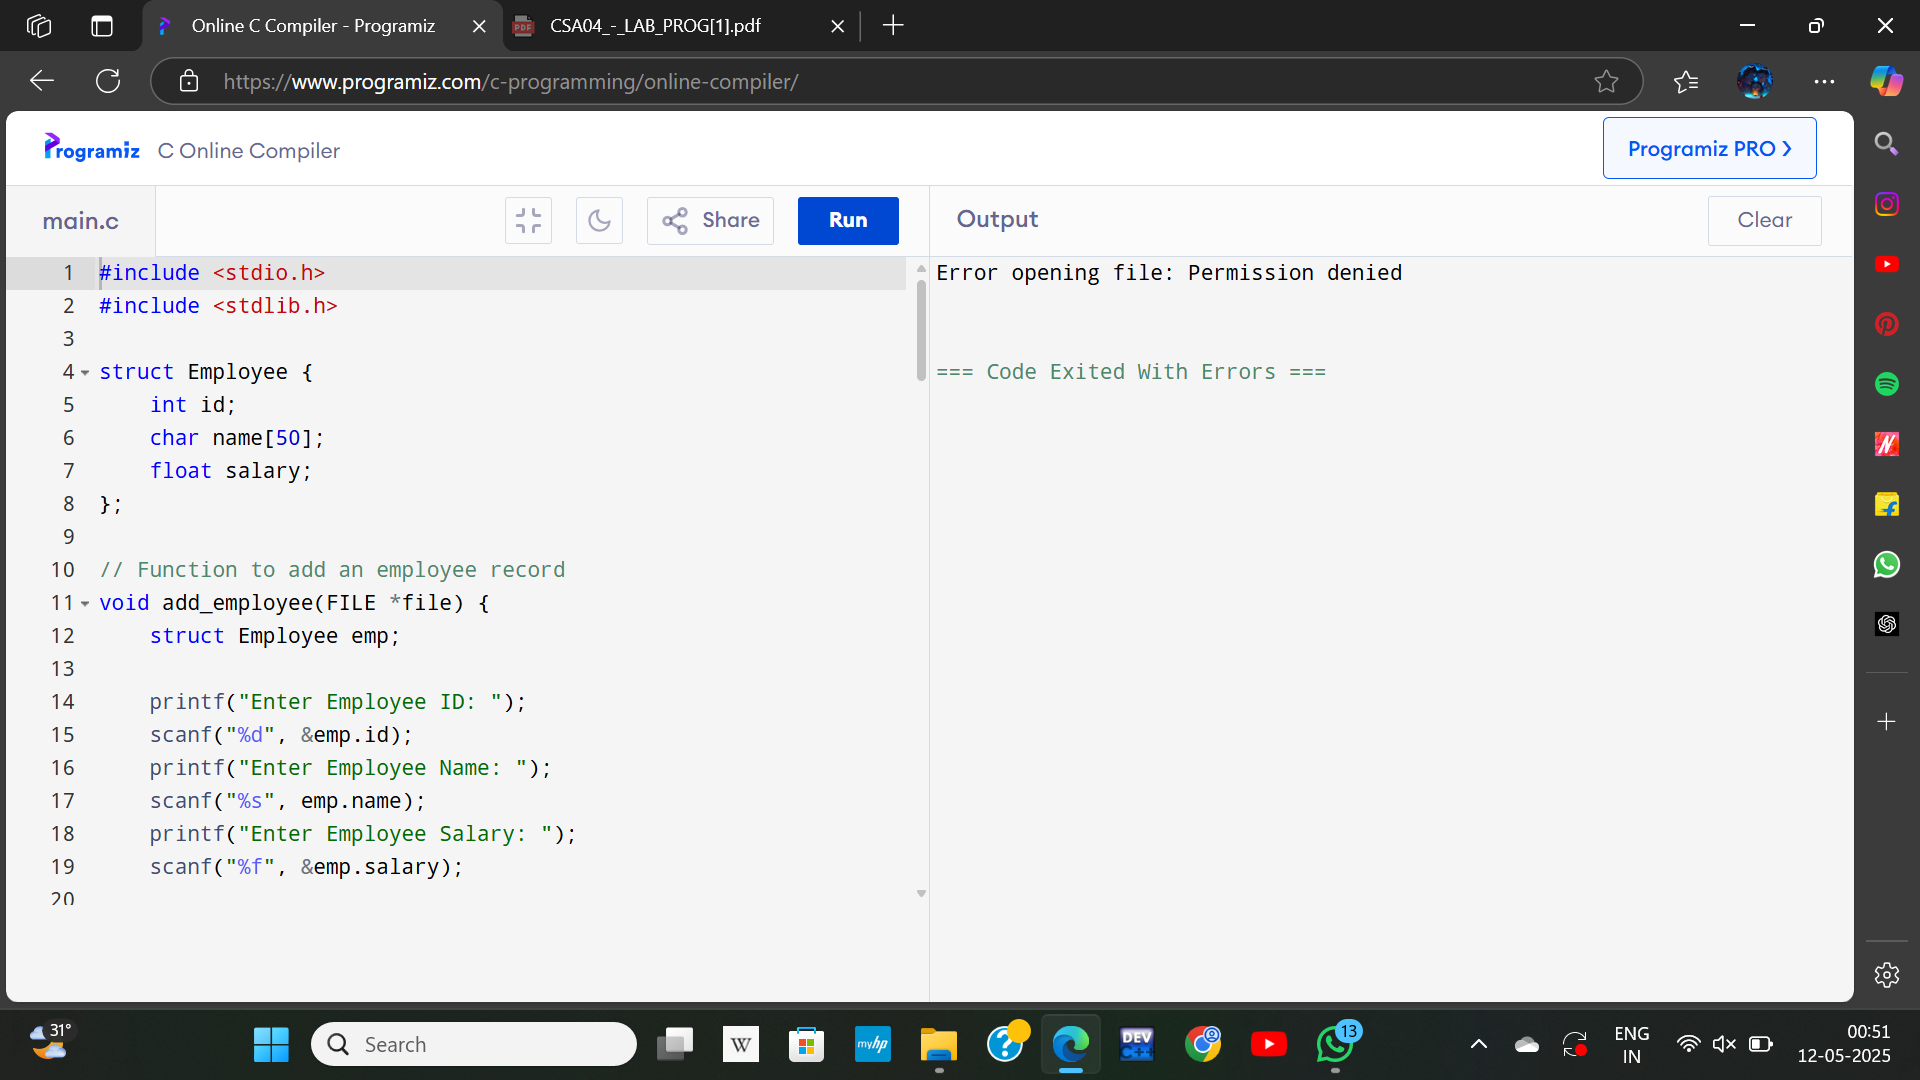 Online C Compiler - Programiz
CSA04_-_LAB_PROG[1].pdf
https://www.programiz.com/c-programming/online-compiler/
Programiz
C Online Compiler
Programiz PRO
main.c
Share
Run
Output
Clear
1 #include <stdio.h>
2 #include <stdlib.h>
3
4 struct Employee {
5 int id;
6 char name[50];
7 float salary;
8 };
9
10 // Function to add an employee record
11 void add_employee(FILE *file) {
12 struct Employee emp;
13
14 printf("Enter Employee ID: ");
15 scanf("%d", &emp.id);
16 printf("Enter Employee Name: ");
17 scanf("%s", emp.name);
18 printf("Enter Employee Salary: ");
19 scanf("%f", &emp.salary);
20
Error opening file: Permission denied
=== Code Exited With Errors ===
31°
Search
W
myhp
DEV
C++
13
ENG
IN
00:51
12-05-2025